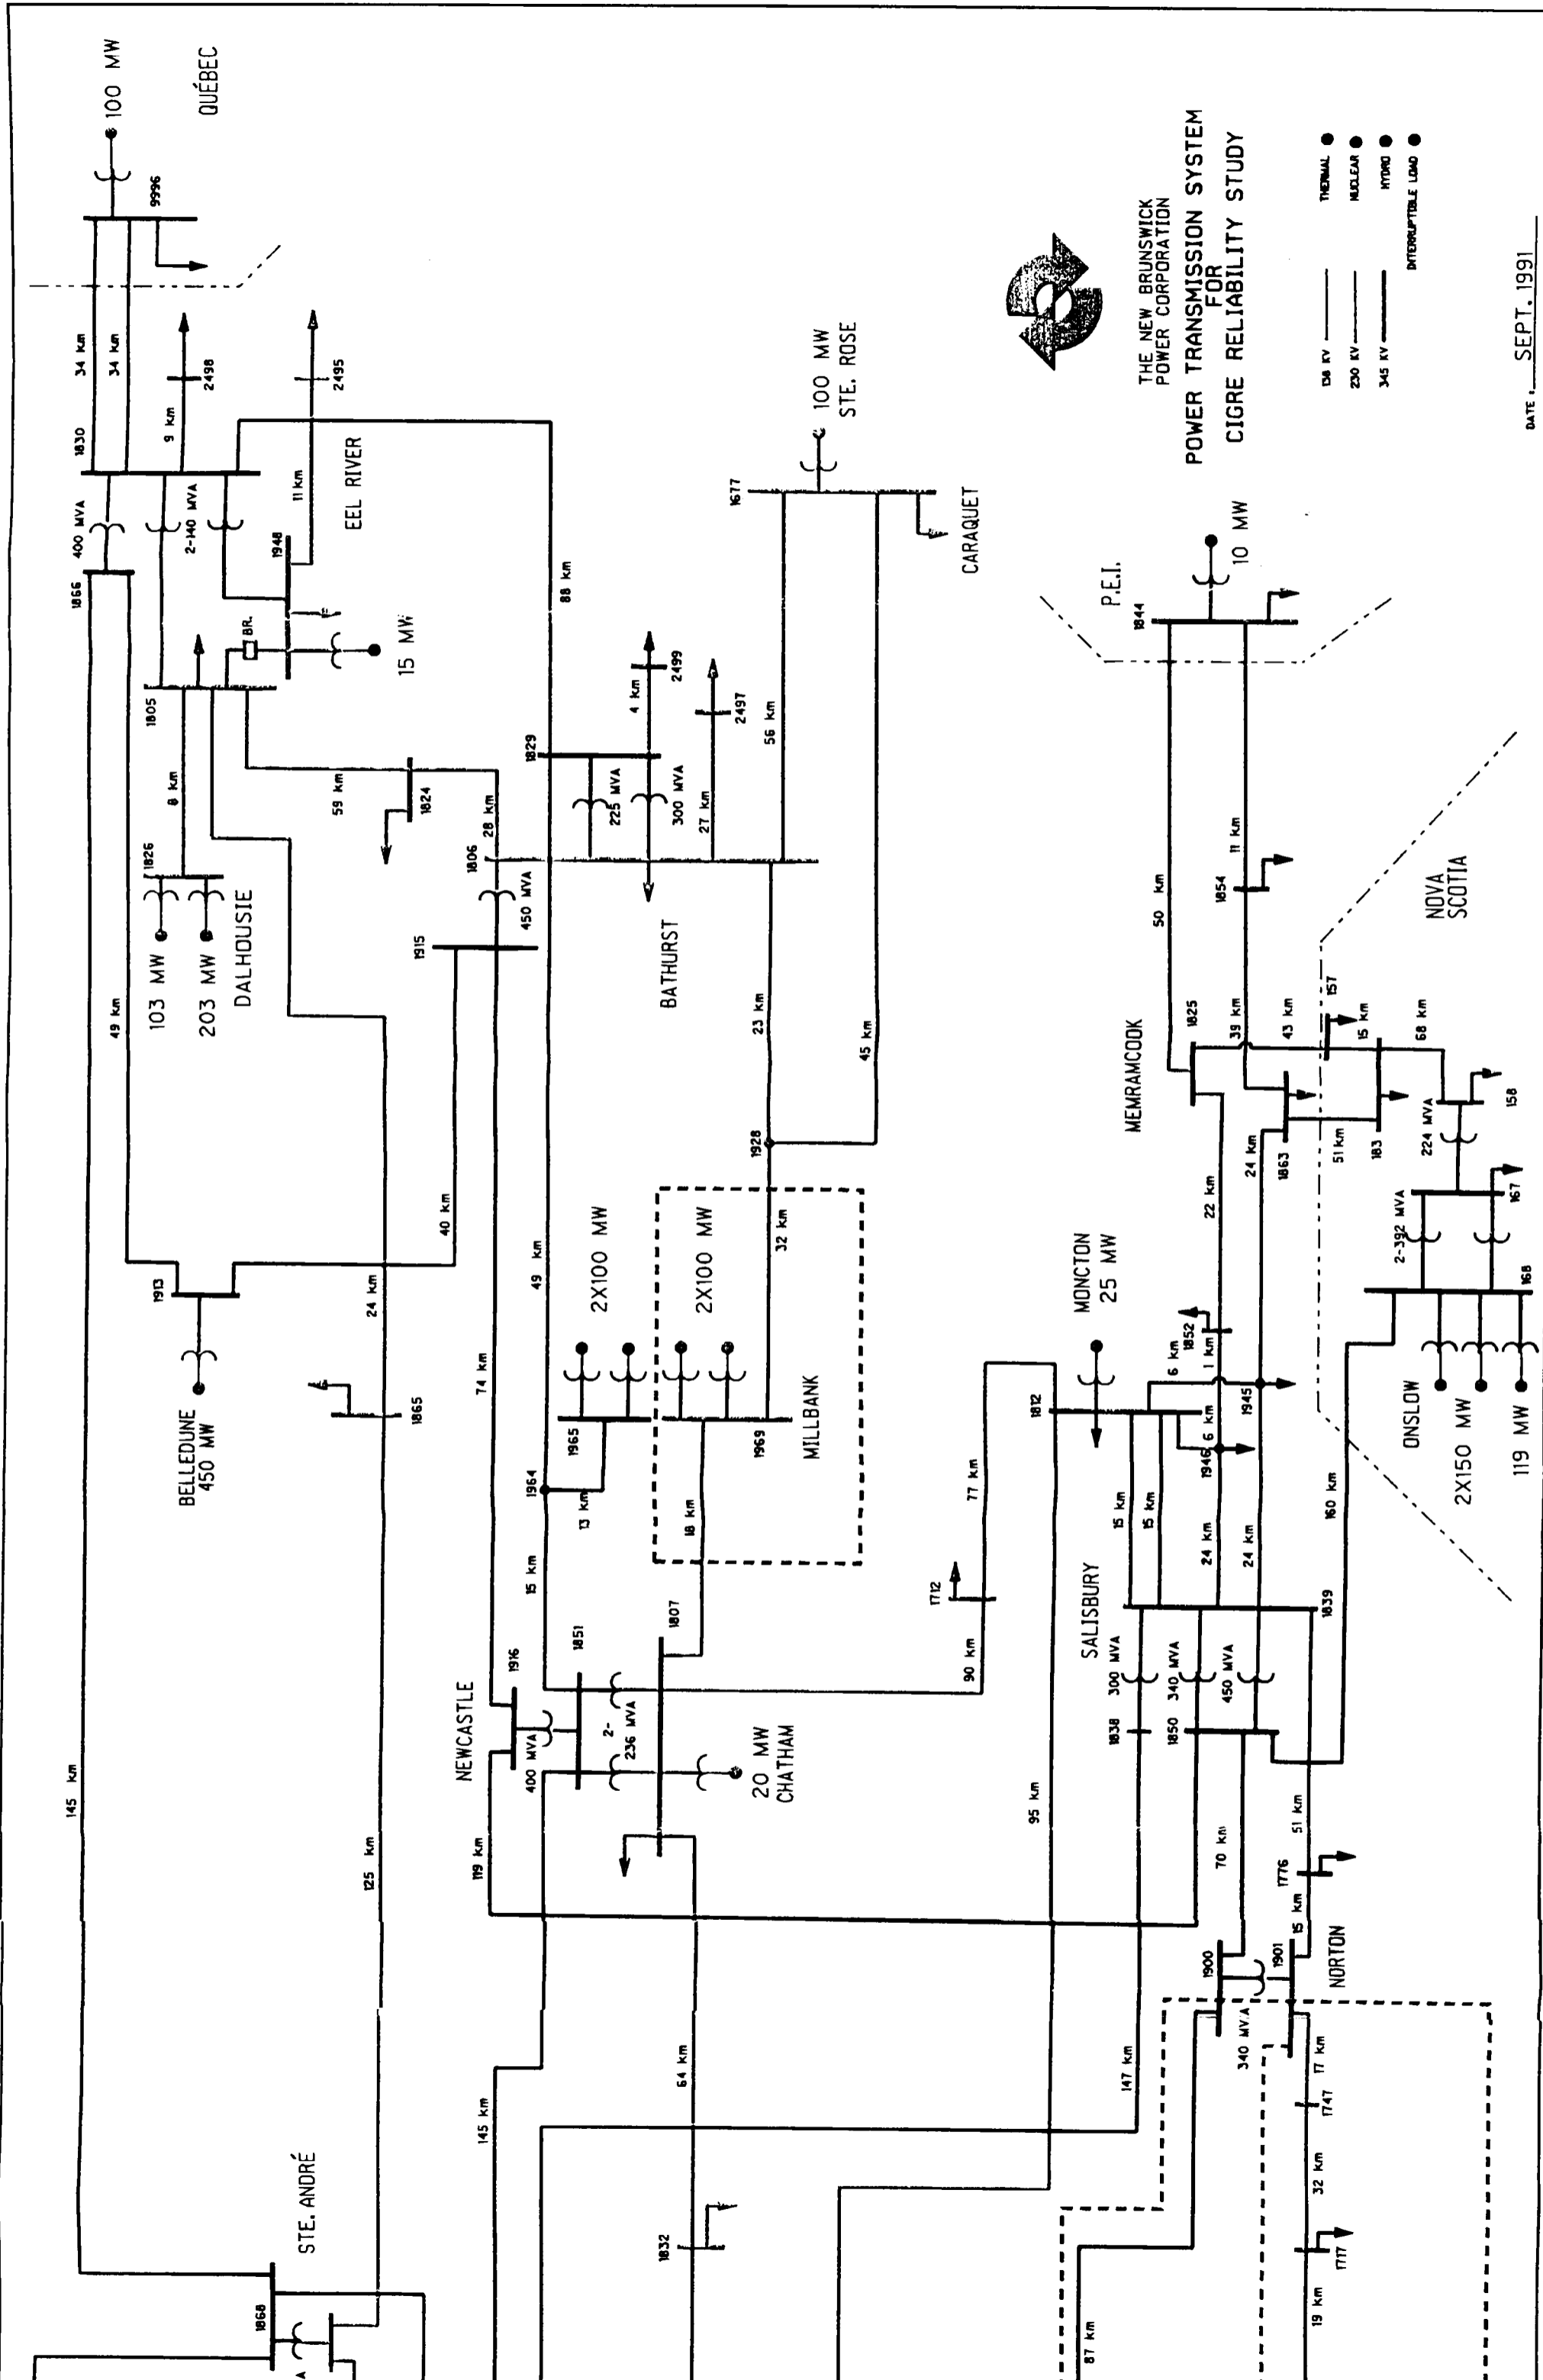 100 MW
QUÉBEC
9996
34 km
34 km
2498
9 km
1830
2495
400 MVA
2-140 MVA
11 km
EEL RIVER
1948
1866
BR.
15 MW
88 km
1805
8 km
59 km
1824
1826
103 MW
203 MW
DALHOUSIE
28 km
1806
450 MVA
1915
1829
225 MVA
300 MVA
4 km
2499
2497
27 km
56 km
100 MW
STE. ROSE
1677
CARAQUET
BATHURST
49 km
23 km
45 km
1928
40 km
1913
BELLEDUNE
450 MW
24 km
1865
74 km
49 km
2X100 MW
2X100 MW
32 km
1965
1969
MILLBANK
1964
13 km
15 km
18 km
1807
1916
1851
NEWCASTLE
400 MVA
2-
236 MVA
20 MW
CHATHAM
145 km
125 km
119 km
64 km
145 km
STE. ANDRÉ
1868
A
1832
THE NEW BRUNSWICK
POWER CORPORATION
POWER TRANSMISSION SYSTEM
FOR
CIGRE RELIABILITY STUDY
138 KV
230 KV
345 KV
THERMAL
NUCLEAR
HYDRO
INTERRUPTIBLE LOAD
DATE : SEPT. 1991
P.E.I.
10 MW
1844
50 km
11 km
1854
NOVA
SCOTIA
MEMRAMCOOK
1825
39 km
43 km
157
15 km
68 km
158
24 km
1863
51 km
183
224 MVA
22 km
167
2-392 MVA
168
MONCTON
25 MW
1852
6 km
1 km
1812
1945
6 km
1946
ONSLOW
2X150 MW
119 MW
77 km
15 km
15 km
24 km
24 km
160 km
1712
90 km
SALISBURY
1839
300 MVA
340 MVA
450 MVA
1838
1850
95 km
70 km
51 km
1776
15 km
1900
1901
NORTON
340 MVA
17 km
1747
147 km
32 km
1717
19 km
87 km